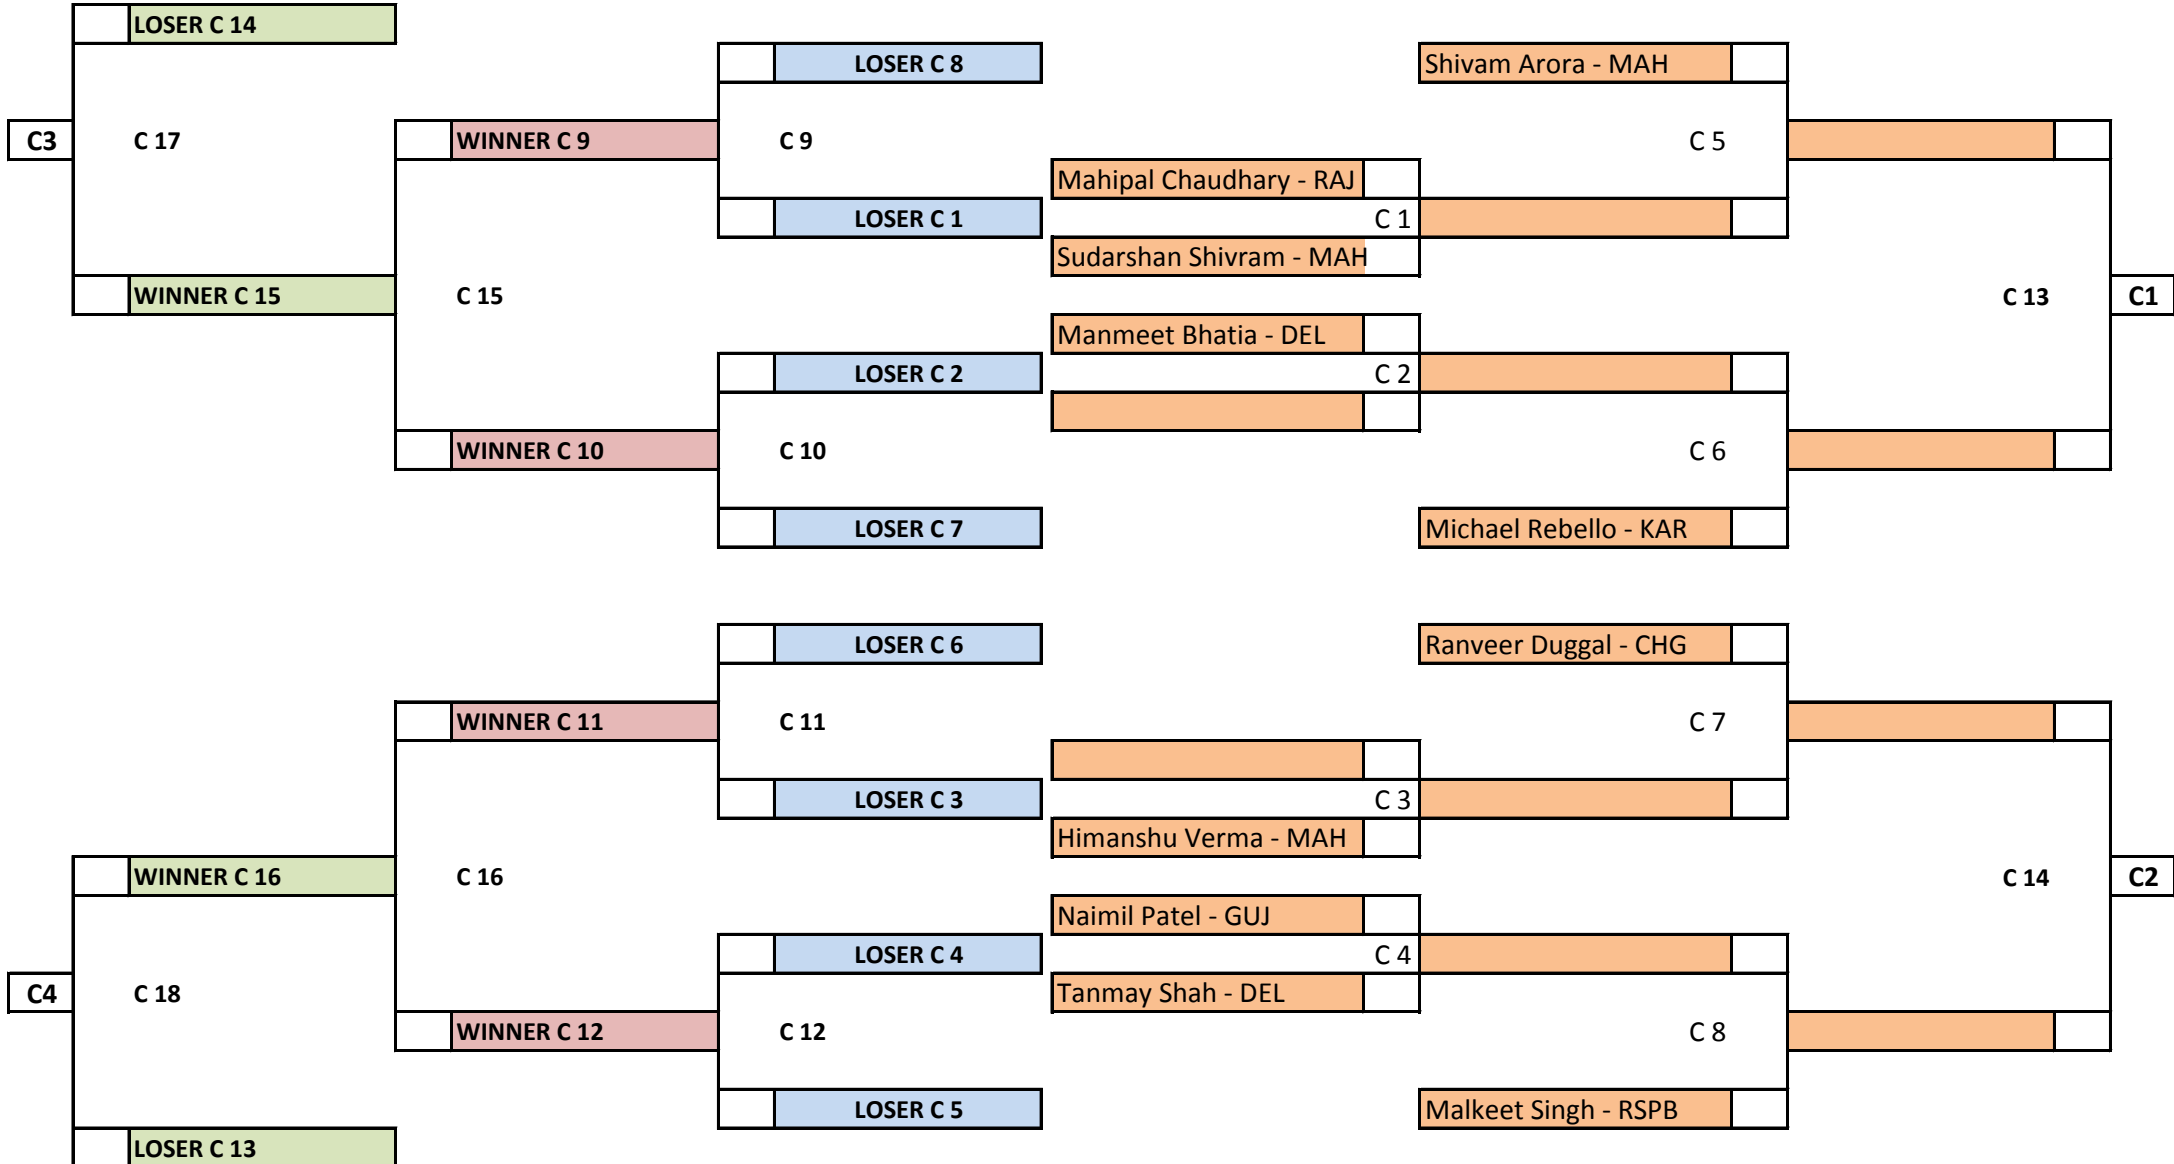 LOSER C 14
LOSER C 8
Shivam Arora - MAH
C3
C 17
WINNER C 9
C 9
C 5
Mahipal Chaudhary - RAJ
LOSER C 1
C 1
Sudarshan Shivram - MAH
WINNER C 15
C 15
C 13
C1
Manmeet Bhatia - DEL
LOSER C 2
C 2
WINNER C 10
C 10
C 6
LOSER C 7
Michael Rebello - KAR
LOSER C 6
Ranveer Duggal - CHG
WINNER C 11
C 11
C 7
LOSER C 3
C 3
Himanshu Verma - MAH
WINNER C 16
C 16
C 14
C2
Naimil Patel - GUJ
LOSER C 4
C 4
C4
C 18
Tanmay Shah - DEL
WINNER C 12
C 12
C 8
LOSER C 5
Malkeet Singh - RSPB
LOSER C 13